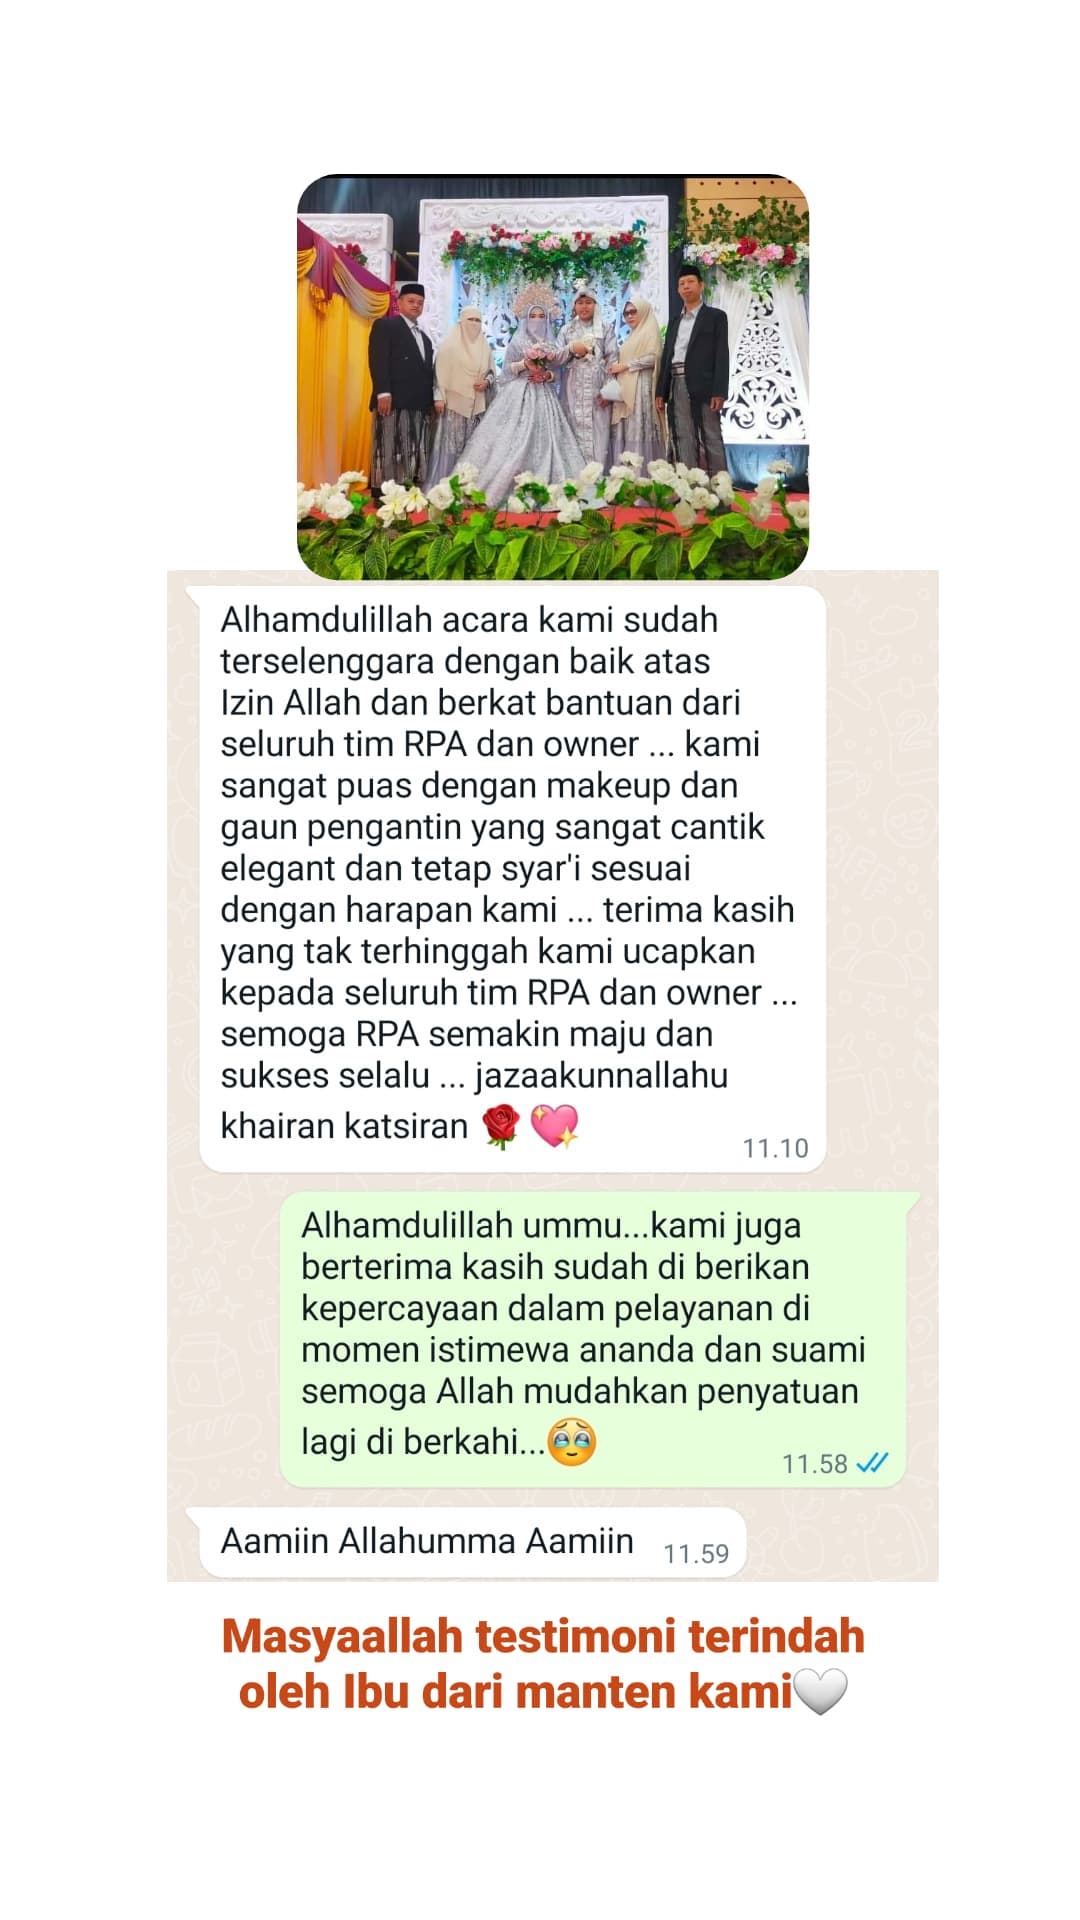 Alhamdulillah acara kami sudah
terselenggara dengan baik atas
Izin Allah dan berkat bantuan dari
seluruh tim RPA dan owner ... kami
sangat puas dengan makeup dan
gaun pengantin yang sangat cantik
elegant dan tetap syar'i sesuai
dengan harapan kami ... terima kasih
yang tak terhinggah kami ucapkan
kepada seluruh tim RPA dan owner ...
semoga RPA semakin maju dan
sukses selalu ... jazaakunnallahu
khairan katsiran 🌹💖
11.10
Alhamdulillah ummu...kami juga
berterima kasih sudah di berikan
kepercayaan dalam pelayanan di
momen istimewa ananda dan suami
semoga Allah mudahkan penyatuan
lagi di berkahi...🥹
11.58
Aamiin Allahumma Aamiin 11.59
Masyaallah testimoni terindah
oleh Ibu dari manten kami🤍